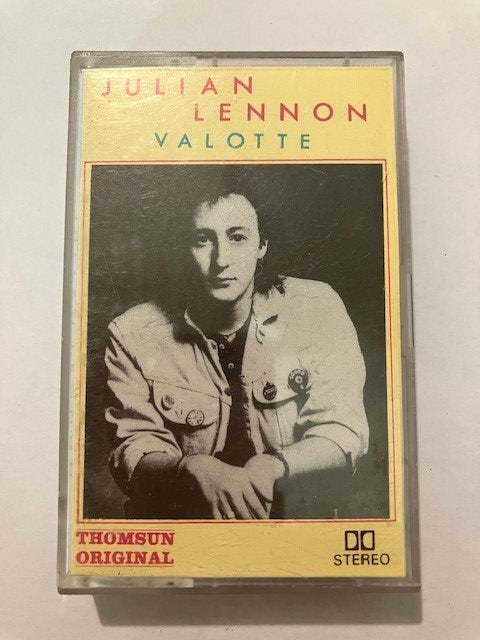 JULIAN
LENNON
VALOTTE
THOMSUN
ORIGINAL
STEREO